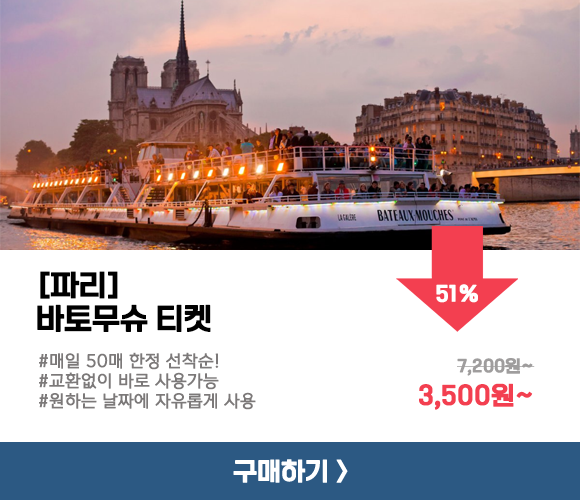 LA GALÈRE
BATEAUX-MOUCHES
51%
[파리]
바토무슈 티켓
#매일 50매 한정 선착순!
#교환없이 바로 사용가능
#원하는 날짜에 자유롭게 사용
7,200원~
3,500원~
구매하기 〉